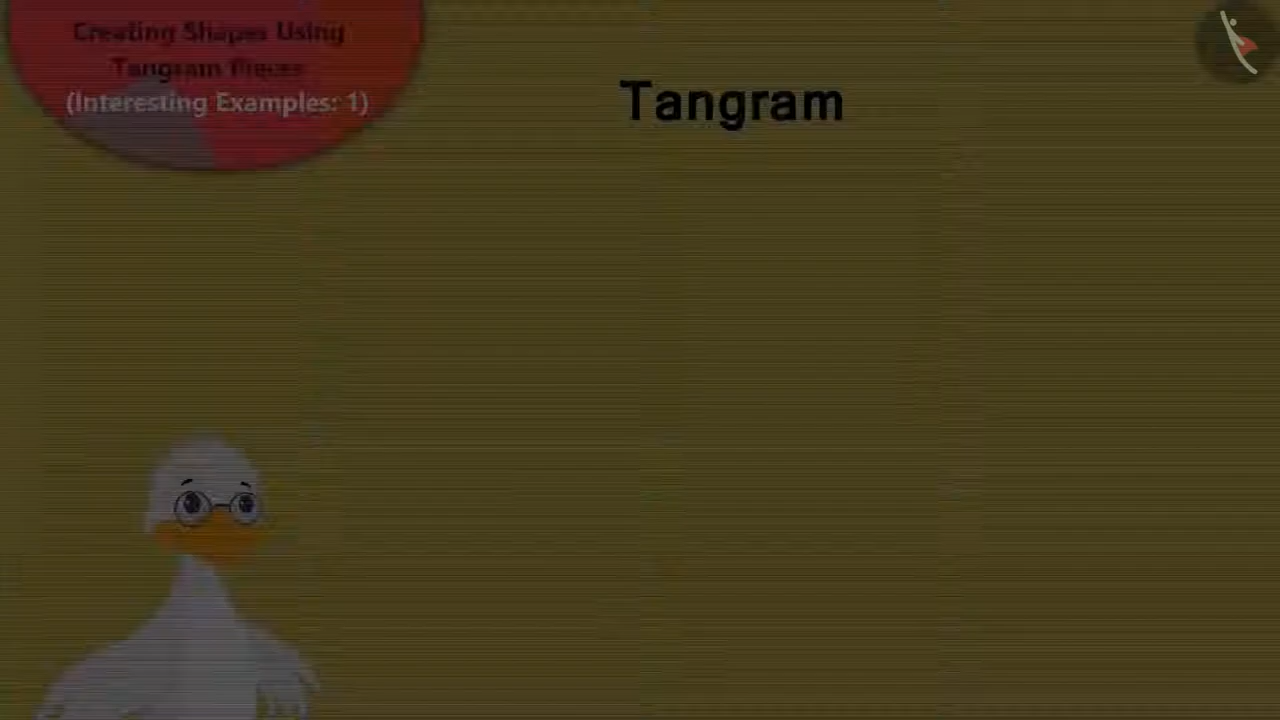 Creating Shapes Using
Tangram Pieces
(Interesting Examples: 1)
Tangram